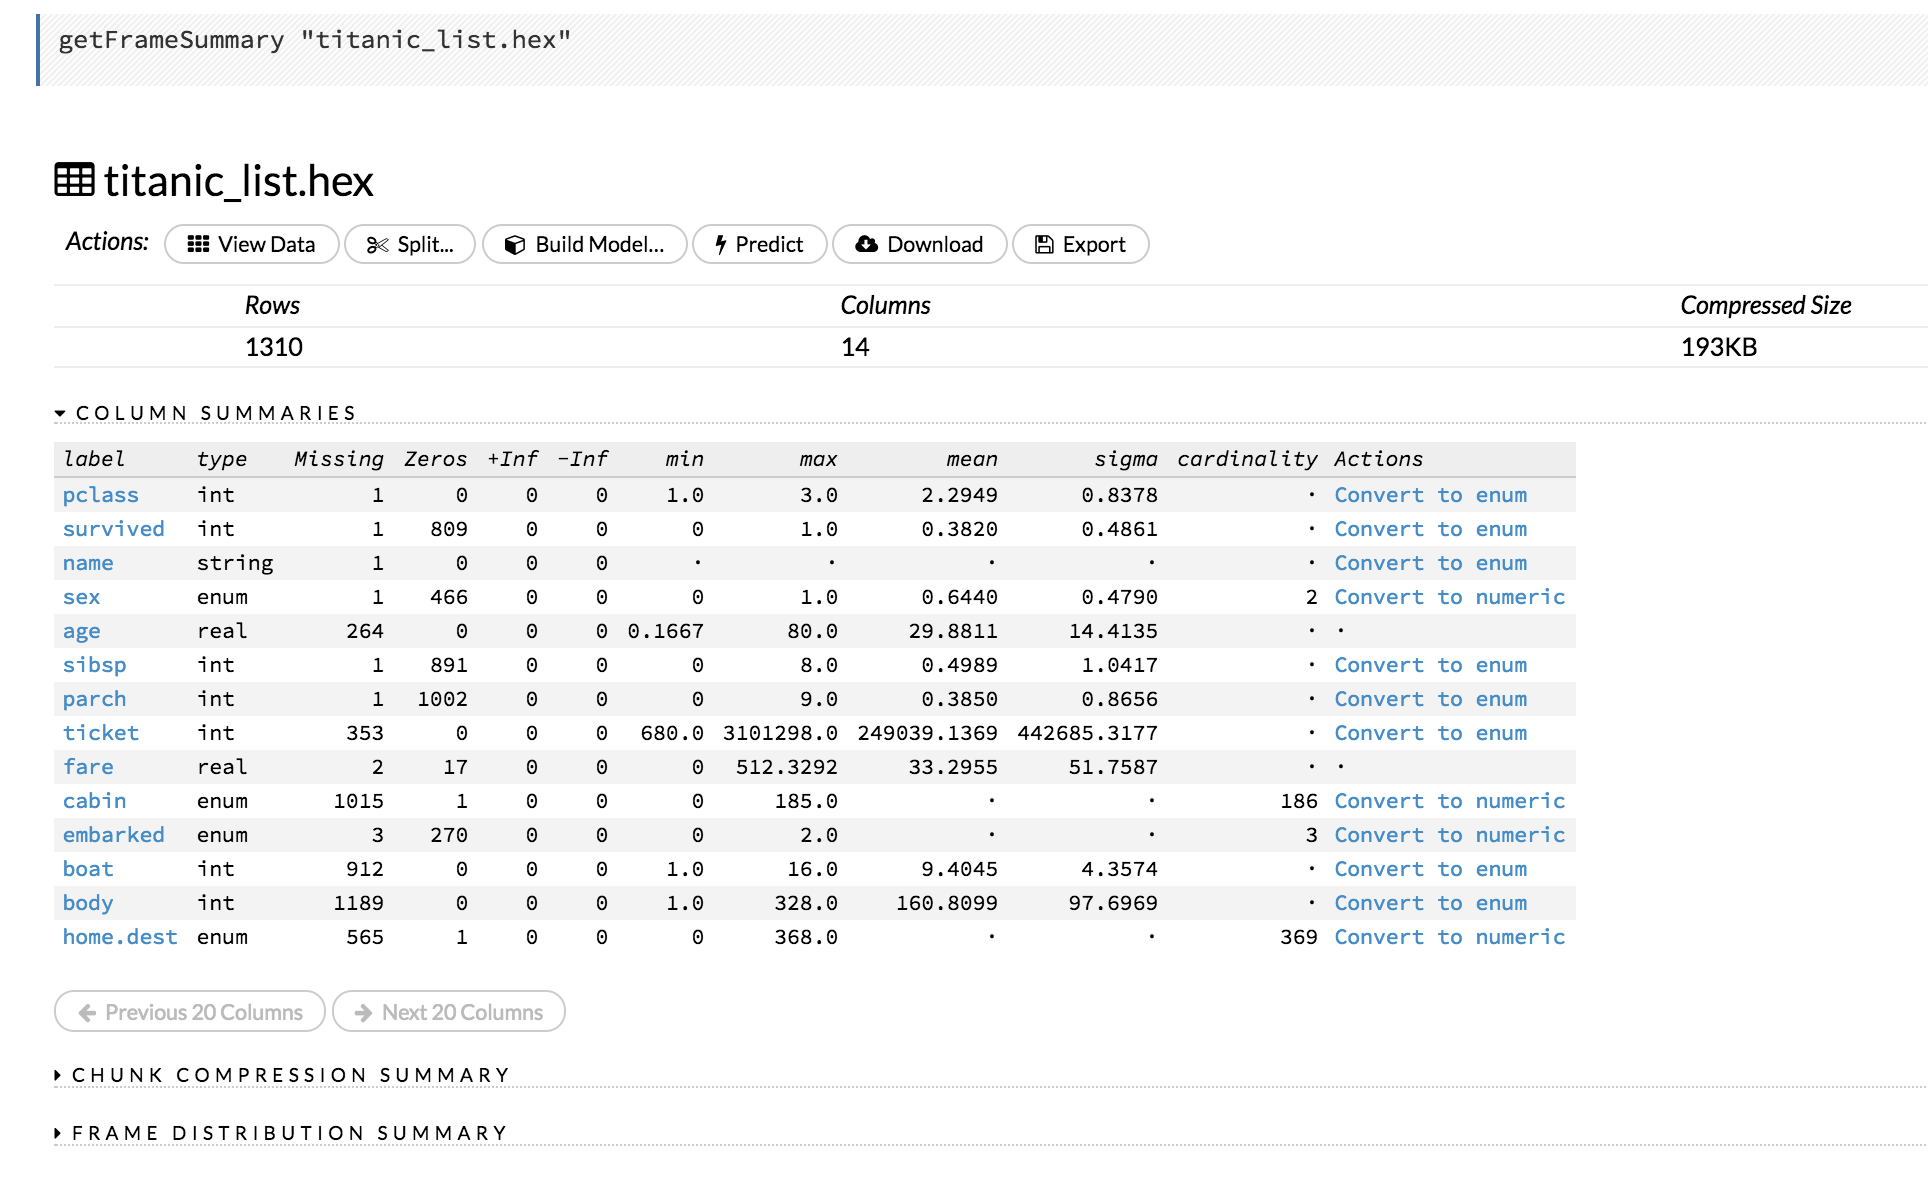 getFrameSummary "titanic_list.hex"
titanic_list.hex
Actions: View Data Split... Build Model... Predict Download Export
Rows Columns Compressed Size
1310 14 193KB
COLUMN SUMMARIES
label type Missing Zeros +Inf -Inf min max mean sigma cardinality Actions
pclass int 1 0 0 0 1.0 3.0 2.2949 0.8378 · Convert to enum
survived int 1 809 0 0 0 1.0 0.3820 0.4861 · Convert to enum
name string 1 0 0 0 · · · · · Convert to enum
sex enum 1 466 0 0 0 1.0 0.6440 0.4790 2 Convert to numeric
age real 264 0 0 0 0.1667 80.0 29.8811 14.4135 · ·
sibsp int 1 891 0 0 0 8.0 0.4989 1.0417 · Convert to enum
parch int 1 1002 0 0 0 9.0 0.3850 0.8656 · Convert to enum
ticket int 353 0 0 0 680.0 3101298.0 249039.1369 442685.3177 · Convert to enum
fare real 2 17 0 0 0 512.3292 33.2955 51.7587 · ·
cabin enum 1015 1 0 0 0 185.0 · · 186 Convert to numeric
embarked enum 3 270 0 0 0 2.0 · · 3 Convert to numeric
boat int 912 0 0 0 1.0 16.0 9.4045 4.3574 · Convert to enum
body int 1189 0 0 0 1.0 328.0 160.8099 97.6969 · Convert to enum
home.dest enum 565 1 0 0 0 368.0 · · 369 Convert to numeric
Previous 20 Columns Next 20 Columns
CHUNK COMPRESSION SUMMARY
FRAME DISTRIBUTION SUMMARY